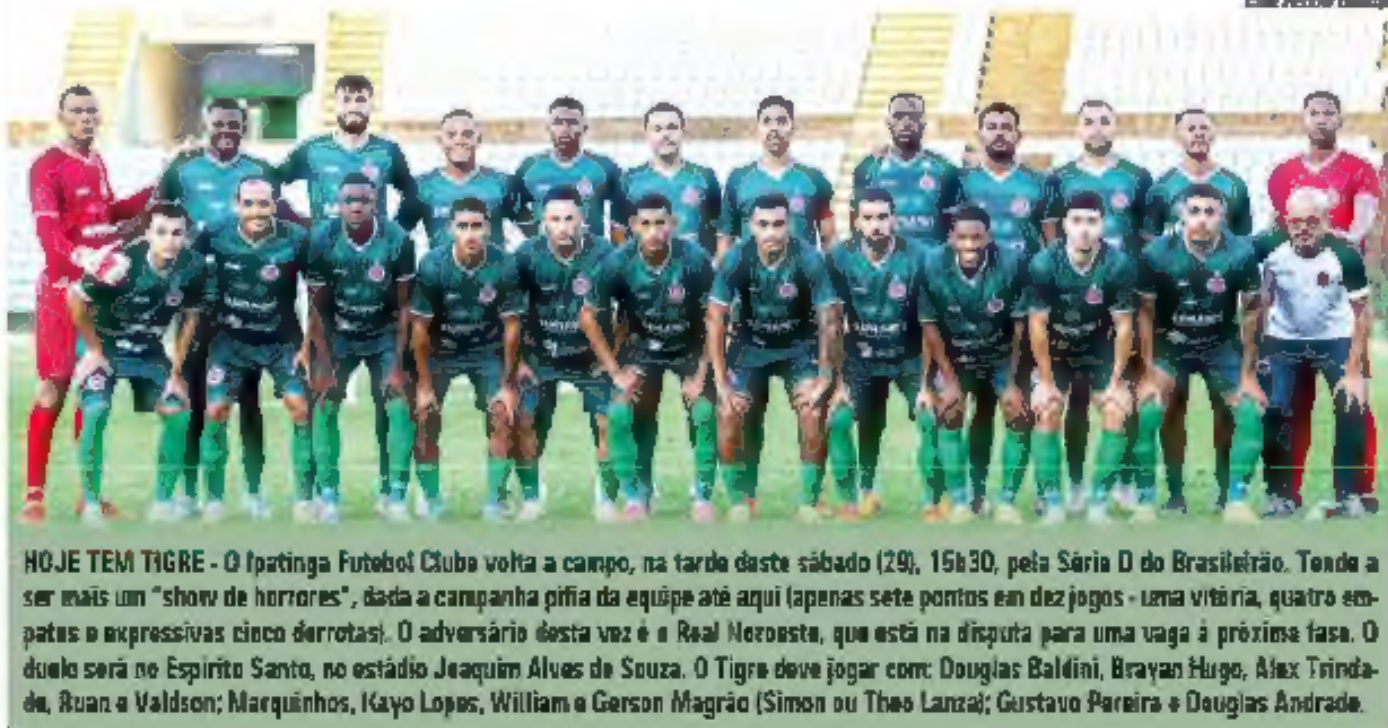 HOJE TEM TIGRE - O Ipatinga Futebol Clube volta a campo, na tarde deste sábado (29), 15h30, pela Série D do Brasileirão. Tende a
ser mais um "show de horrores", dada a campanha pífia da equipe até aqui (apenas sete pontos em dez jogos - uma vitória, quatro em-
pates e expressivas cinco derrotas). O adversário desta vez é o Real Noroeste, que está na disputa para uma vaga à próxima fase. O
duelo será no Espírito Santo, no estádio Joaquim Alves de Souza. O Tigre deve jogar com: Douglas Baldini, Brayan Hugo, Alex Trinda-
de, Ruan e Valdson; Marquinhos, Kayo Lopes, William e Gerson Magrão (Simon ou Theo Lanza); Gustavo Pereira e Douglas Andrade.